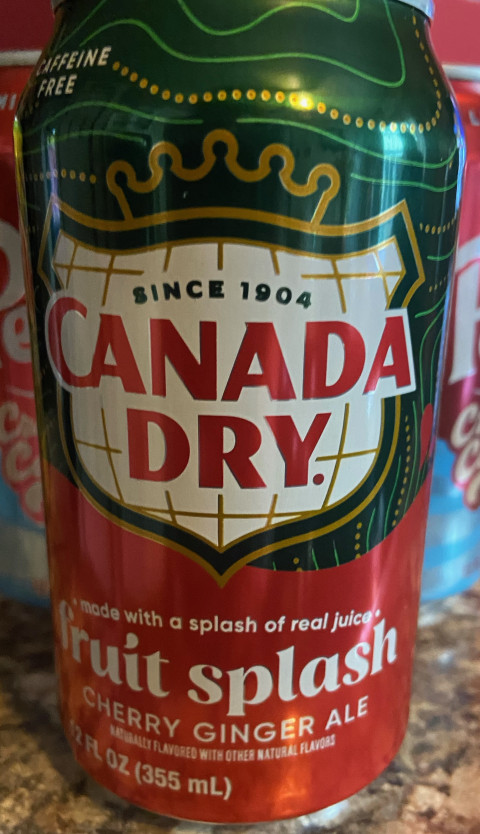 CAFFEINE
FREE
SINCE 1904
CANADA
DRY.
• made with a splash of real juice •
fruit splash
CHERRY GINGER ALE
NATURALLY FLAVORED WITH OTHER NATURAL FLAVORS
12 FL OZ (355 mL)